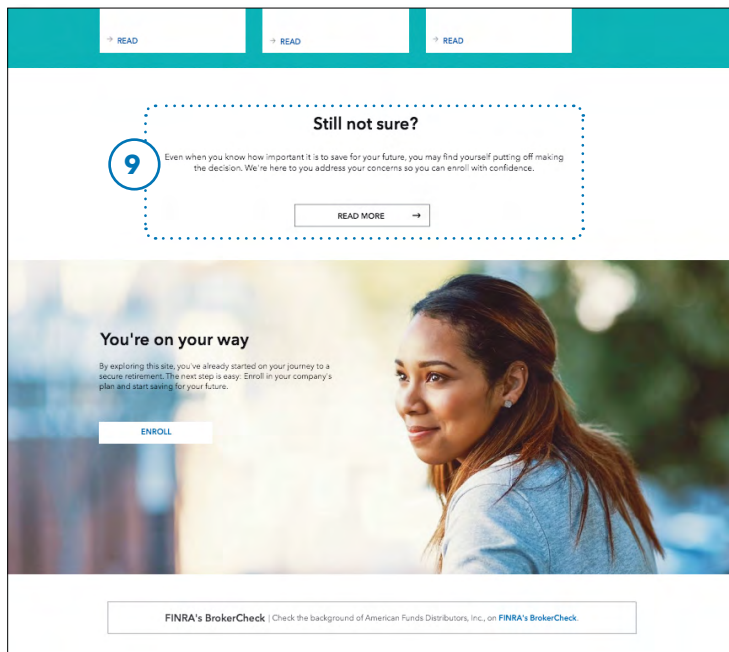 → READ
→ READ
→ READ
Still not sure?
9
Even when you know how important it is to save for your future, you may find yourself putting off making
the decision. We're here to you address your concerns so you can enroll with confidence.
READ MORE →
You're on your way
By exploring this site, you've already started on your journey to a
secure retirement. The next step is easy: Enroll in your company's
plan and start saving for your future.
ENROLL
FINRA's BrokerCheck | Check the background of American Funds Distributors, Inc., on FINRA's BrokerCheck.